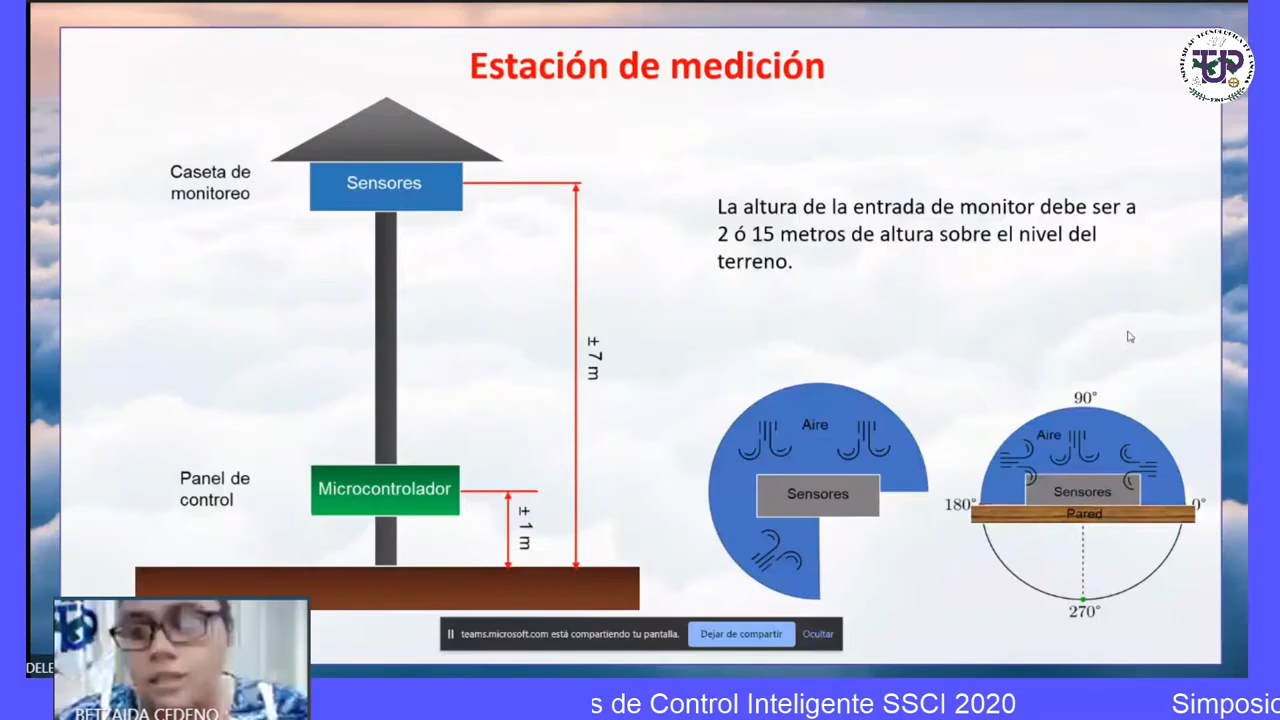 Estación de medición
Caseta de
monitoreo
Sensores
La altura de la entrada de monitor debe ser a
2 ó 15 metros de altura sobre el nivel del
terreno.
± 7 m
Panel de
control
Microcontrolador
± 1 m
Aire
Sensores
90°
Aire
Sensores
180°
0°
Pared
270°
teams.microsoft.com está compartiendo tu pantalla.
Dejar de compartir
Ocultar
DELE
BETZAIDA CEDENO
s de Control Inteligente SSCI 2020
Simposio
UTP